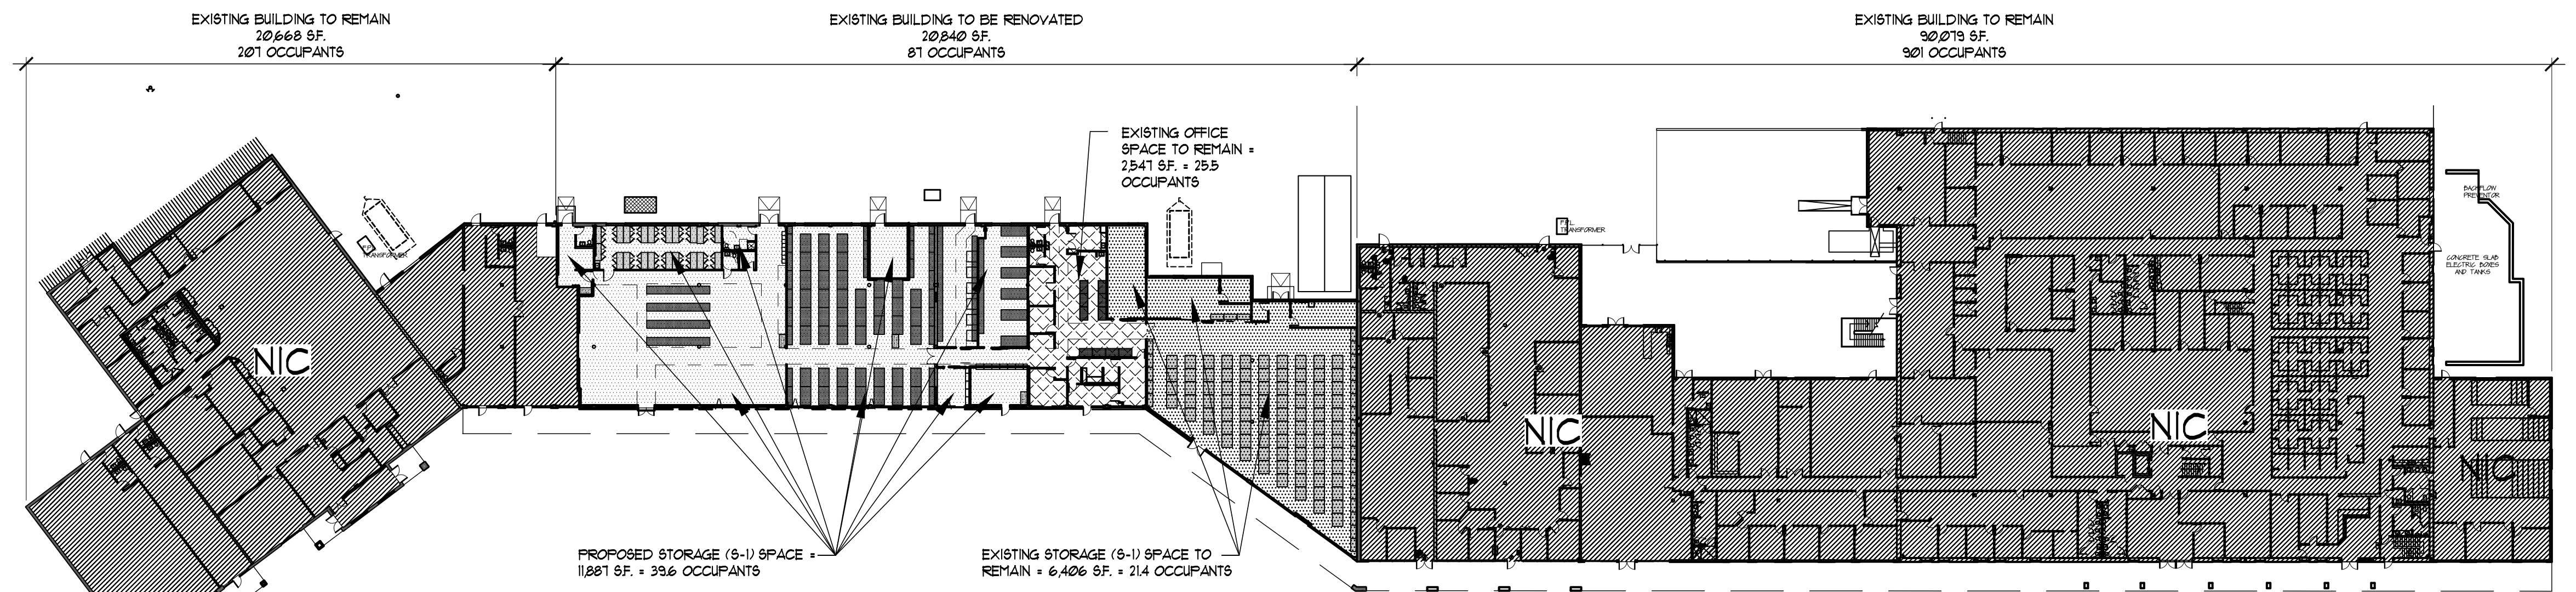 EXISTING BUILDING TO REMAIN
20,668 S.F.
207 OCCUPANTS
EXISTING BUILDING TO BE RENOVATED
20,840 S.F.
87 OCCUPANTS
EXISTING BUILDING TO REMAIN
90,079 S.F.
901 OCCUPANTS
EXISTING OFFICE
SPACE TO REMAIN =
2,547 S.F. = 25.5
OCCUPANTS
BACKFLOW
PREVENTOR
TRANSFORMER
TRANSFORMER
CONCRETE SLAB
ELECTRIC BOXES
AND TANKS
NIC
NIC
NIC
NIC
PROPOSED STORAGE (S-1) SPACE =
11,887 S.F. = 39.6 OCCUPANTS
EXISTING STORAGE (S-1) SPACE TO
REMAIN = 6,406 S.F. = 21.4 OCCUPANTS